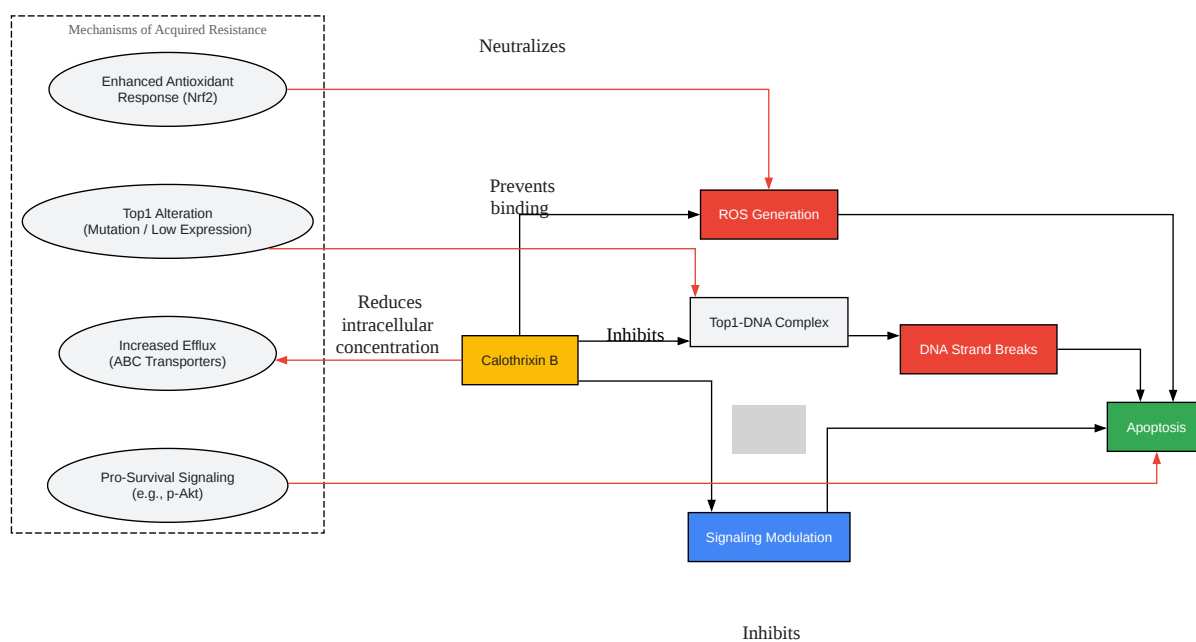 Mechanisms of Acquired Resistance
Neutralizes
Enhanced Antioxidant
Response (Nrf2)
Prevents
binding
Top1 Alteration
(Mutation / Low Expression)
ROS Generation
Reduces
intracellular
concentration
Inhibits
Top1-DNA Complex
Increased Efflux
(ABC Transporters)
Calothrixin B
DNA Strand Breaks
Apoptosis
Pro-Survival Signaling
(e.g., p-Akt)
Signaling Modulation
Inhibits